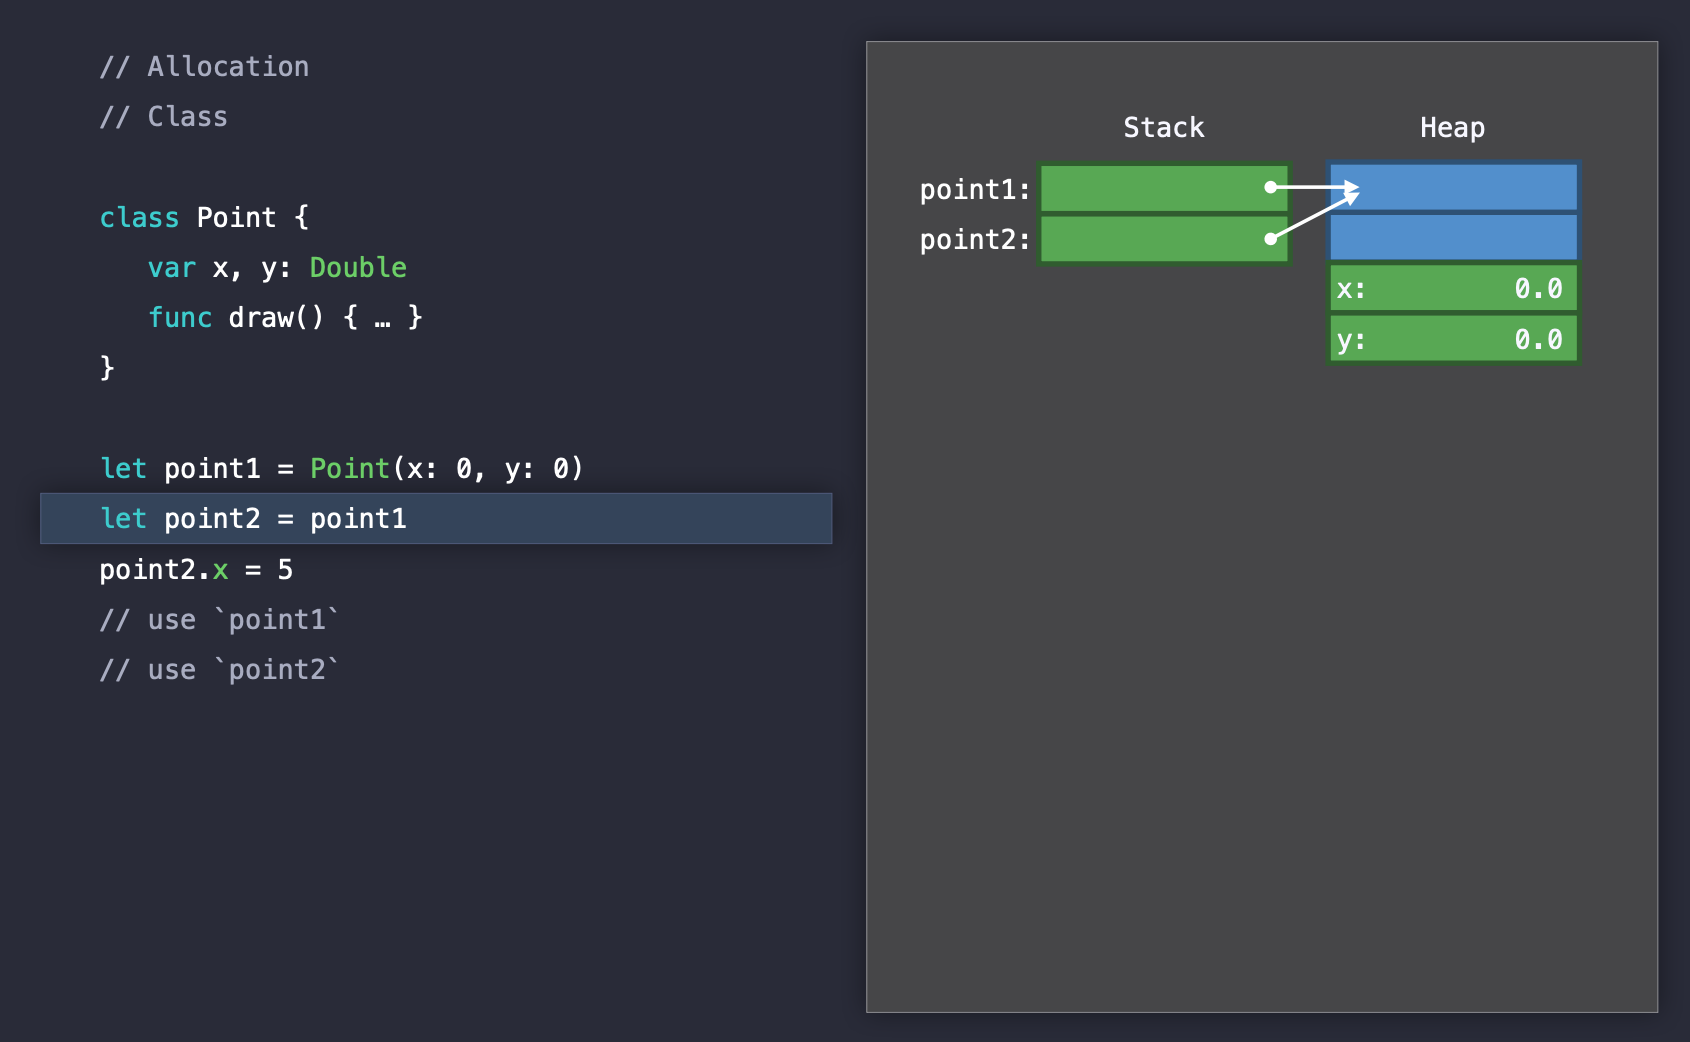 // Allocation
// Class
class Point {
   var x, y: Double
   func draw() { … }
}
let point1 = Point(x: 0, y: 0)
let point2 = point1
point2.x = 5
// use `point1`
// use `point2`
Stack Heap
point1:
point2:
x: 0.0
y: 0.0